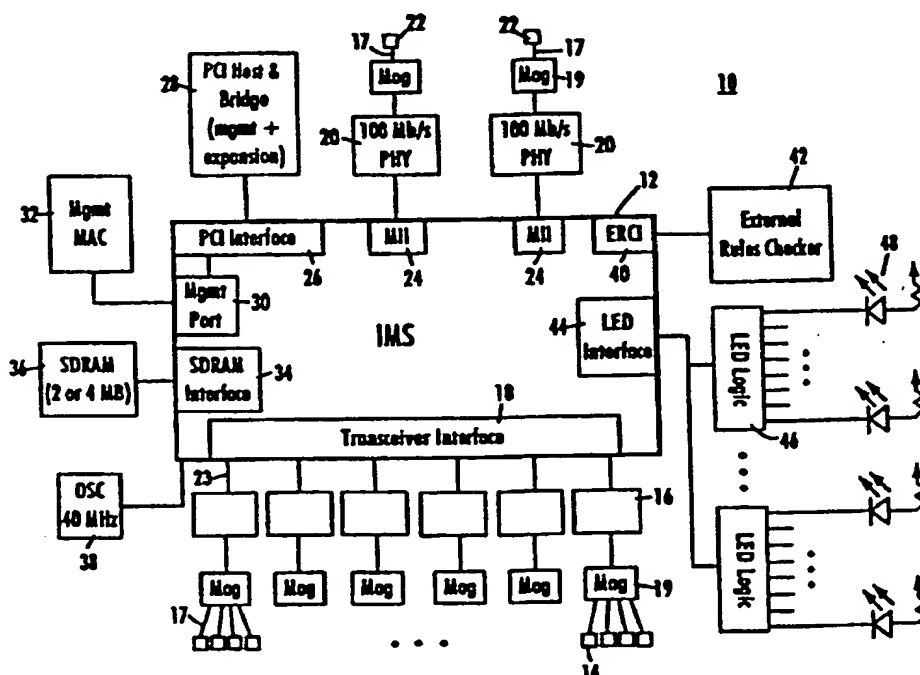 22
22
17
17
28
PCI Host &
Bridge
(mgmt +
expansion)
Mag
Mag
19
10
20
100 Mb/s
PHY
100 Mb/s
PHY
20
42
32
Mgmt
MAC
12
External
Rules Checker
PCI Interface
MII
MII
ERCI
26
24
24
40
48
Mgmt
Port
30
IMS
44
LED
Interface
LED Logic
36
SDRAM
(2 or 4 MB)
SDRAM
Interface
34
18
Transceiver Interface
46
23
OSC
40 MHz
38
16
LED Logic
Mag
Mag
Mag
Mag
Mag
Mag
19
17
14